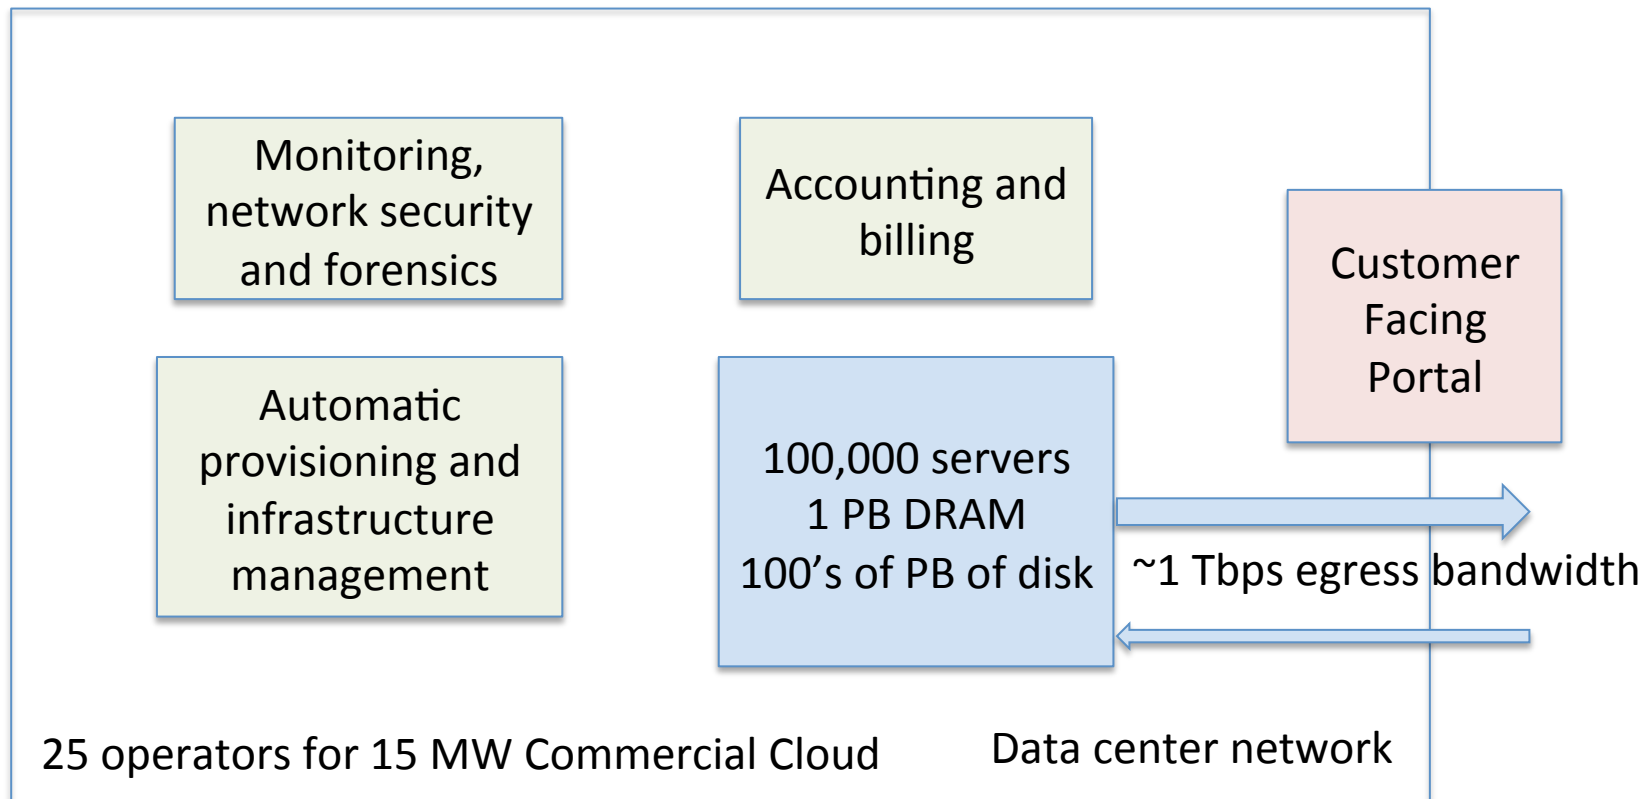 Monitoring,
network security
and forensics
Accounting and
billing
Customer
Facing
Portal
Automatic
provisioning and
infrastructure
management
100,000 servers
1 PB DRAM
100’s of PB of disk
~1 Tbps egress bandwidth
25 operators for 15 MW Commercial Cloud
Data center network